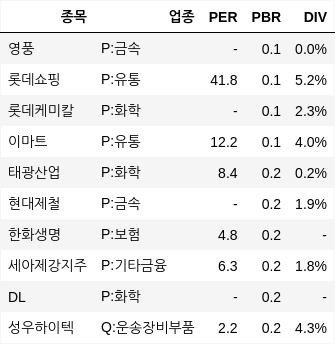 종목 업종 PER PBR DIV
영풍 P:금속 - 0.1 0.0%
롯데쇼핑 P:유통 41.8 0.1 5.2%
롯데케미칼 P:화학 - 0.1 2.3%
이마트 P:유통 12.2 0.1 4.0%
태광산업 P:화학 8.4 0.2 0.2%
현대제철 P:금속 - 0.2 1.9%
한화생명 P:보험 4.8 0.2 -
세아제강지주 P:기타금융 6.3 0.2 1.8%
DL P:화학 - 0.2 -
성우하이텍 Q:운송장비부품 2.2 0.2 4.3%